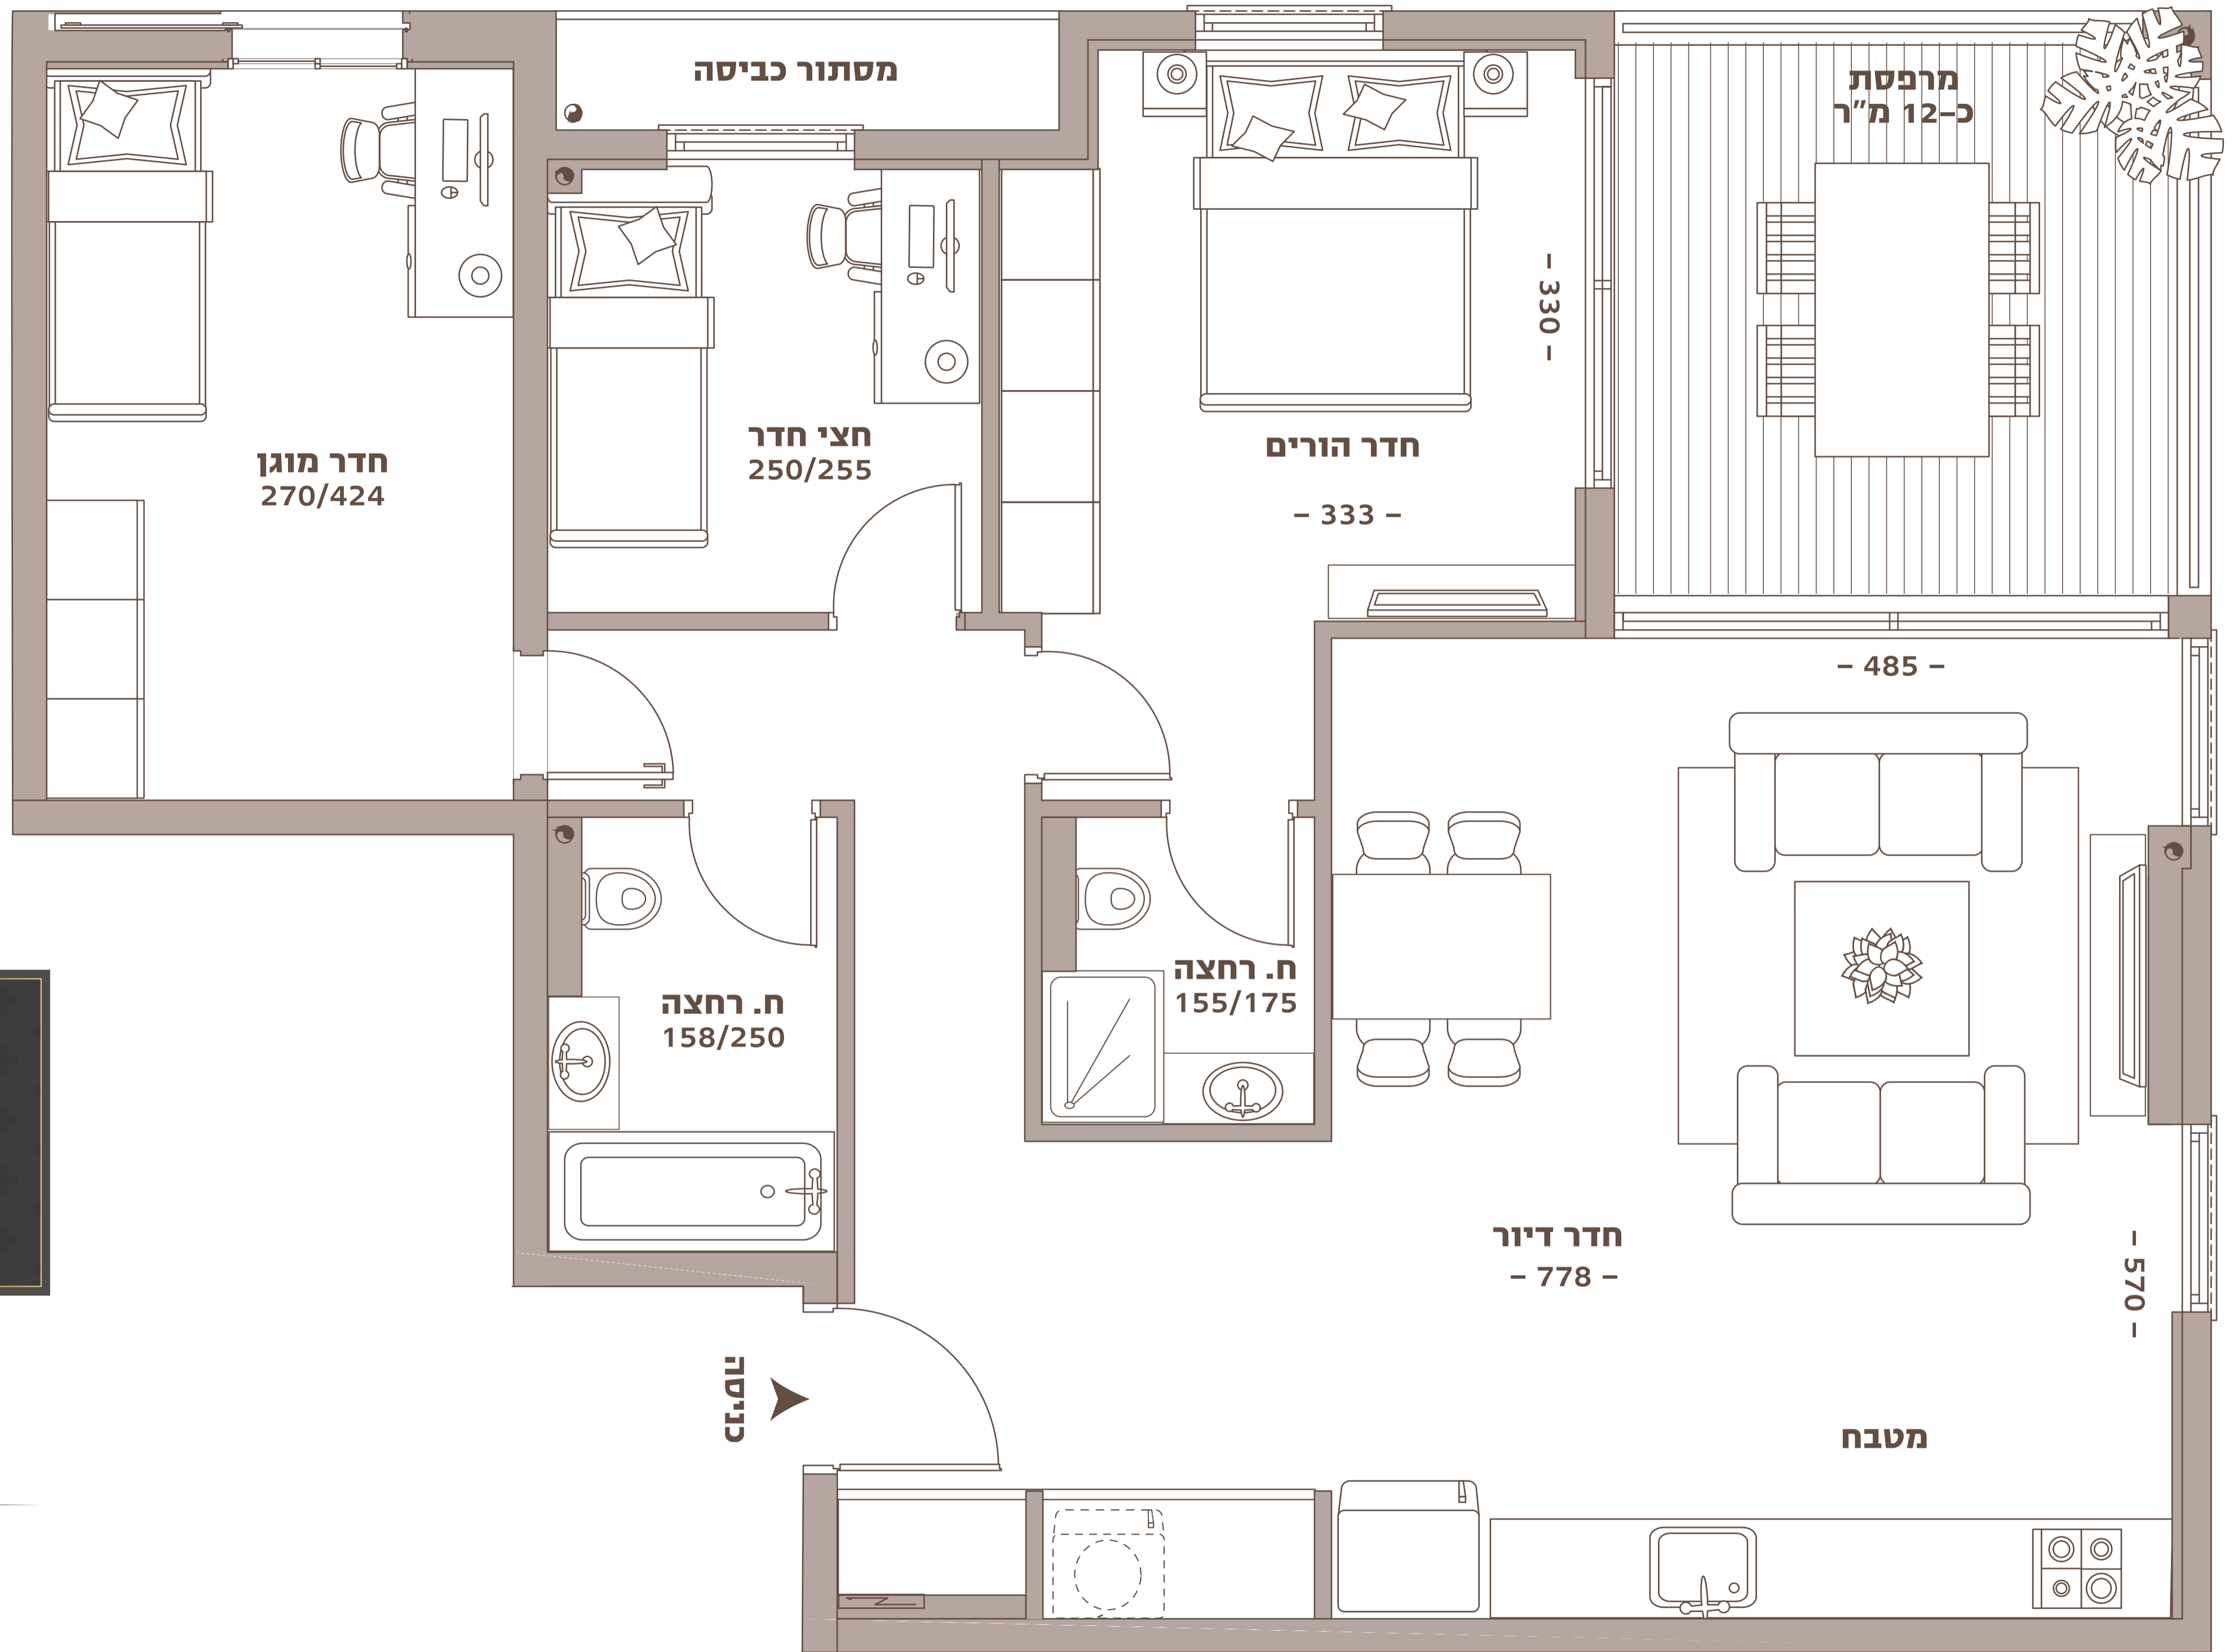 מסתור כביסה
מרפסת
כ–12 מ״ר
חצי חדר
250/255
חדר הורים
– 333 –
– 330 –
חדר מוגן
270/424
– 485 –
ח. רחצה
155/175
ח. רחצה
158/250
חדר דיור
– 778 –
– 570 –
כניסה
מטבח